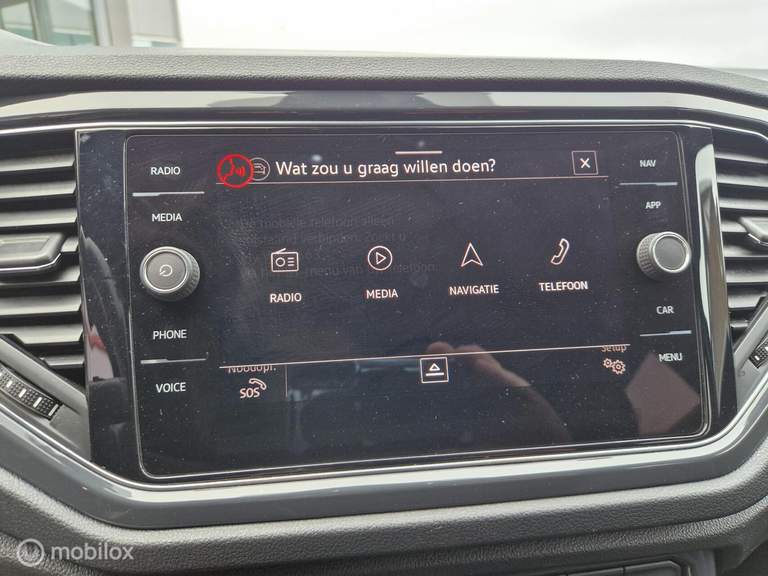 RADIO
MEDIA
PHONE
VOICE
Wat zou u graag willen doen?
X
RADIO
MEDIA
NAVIGATIE
TELEFOON
Noodopr.
SOS
Setup
NAV
APP
CAR
MENU
mobilox